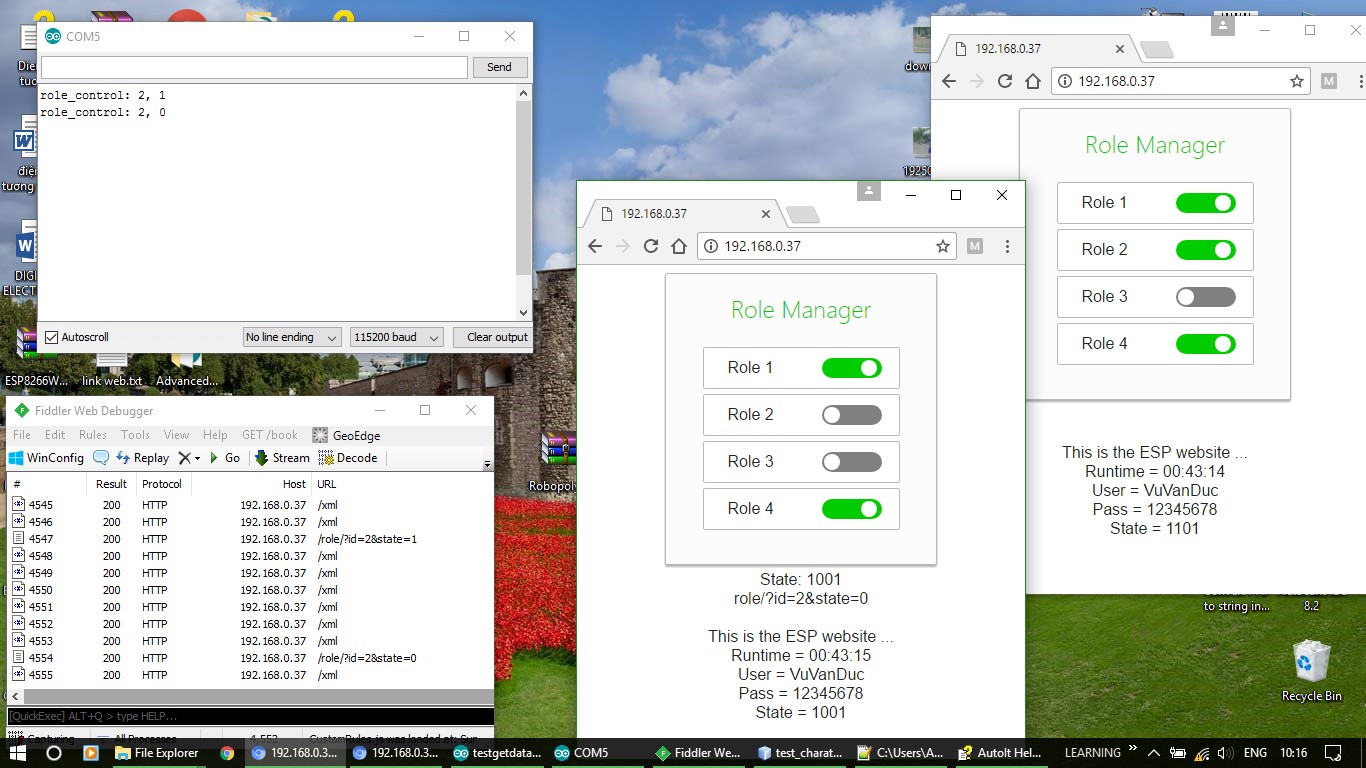 COM5
Send
role_control: 2, 1
role_control: 2, 0
Autoscroll
No line ending
115200 baud
Clear output
ESP8266W...
link web.txt
Advanced...
Fiddler Web Debugger
File Edit Rules Tools View Help GET /book GeoEdge
WinConfig Replay Go Stream Decode
# Result Protocol Host URL
4545 200 HTTP 192.168.0.37 /xml
4546 200 HTTP 192.168.0.37 /xml
4547 200 HTTP 192.168.0.37 /role/?id=2&state=1
4548 200 HTTP 192.168.0.37 /xml
4549 200 HTTP 192.168.0.37 /xml
4550 200 HTTP 192.168.0.37 /xml
4551 200 HTTP 192.168.0.37 /xml
4552 200 HTTP 192.168.0.37 /xml
4553 200 HTTP 192.168.0.37 /xml
4554 200 HTTP 192.168.0.37 /role/?id=2&state=0
4555 200 HTTP 192.168.0.37 /xml
[QuickExec] ALT+Q > type HELP...
Capturing All Processes
Robopoly
192.168.0.37
192.168.0.37
Role Manager
Role 1
Role 2
Role 3
Role 4
State: 1001
role/?id=2&state=0
This is the ESP website ...
Runtime = 00:43:15
User = VuVanDuc
Pass = 12345678
State = 1001
192.168.0.37
192.168.0.37
M
Role Manager
Role 1
Role 2
Role 3
Role 4
This is the ESP website ...
Runtime = 00:43:14
User = VuVanDuc
Pass = 12345678
State = 1101
to string in...
8.2
Recycle Bin
File Explorer
192.168.0.3...
192.168.0.3...
testgetdata...
COM5
Fiddler We...
test_charat...
C:\Users\A...
AutoIt Hel...
LEARNING
ENG
10:16